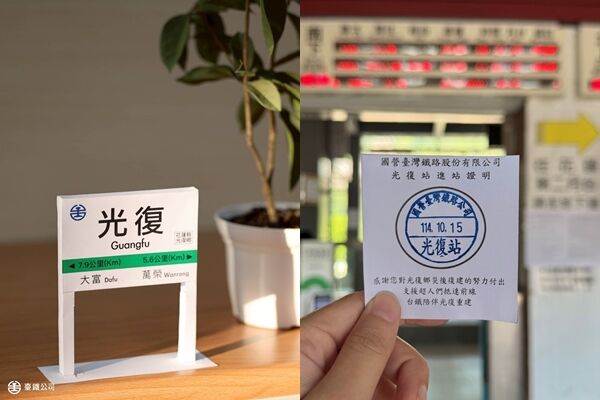 光復
Guangfu
花蓮縣
光復鄉
7.9公里(Km)
5.6公里(Km)
大富 Dafu
萬榮 Wanrong
臺鐵公司
國營臺灣鐵路股份有限公司
光復站進站證明
國營臺灣鐵路公司
114.10.15
光復站
感謝您對光復鄉災後復建的努力付出
支援超人們抵達前線
台鐵陪伴光復重建